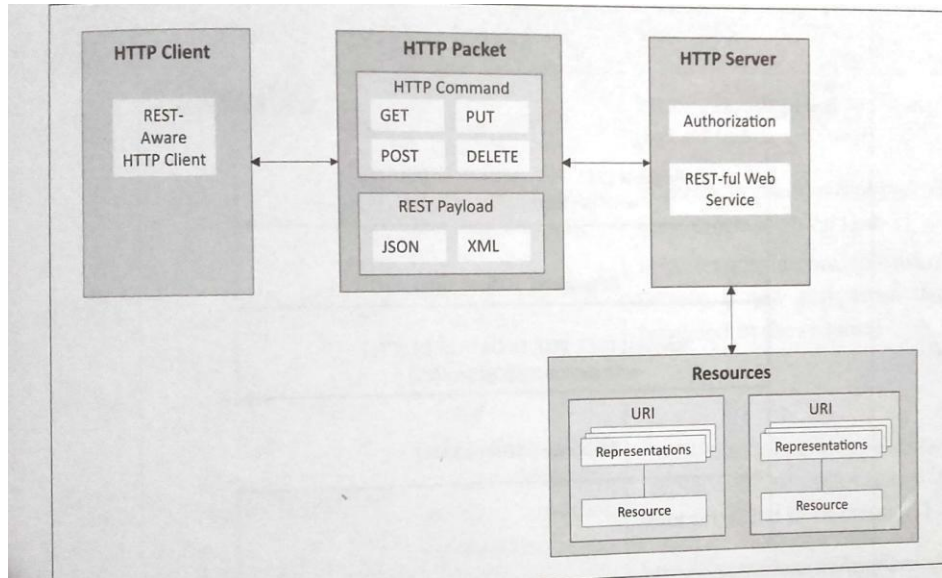 HTTP Client
REST-
Aware
HTTP Client
HTTP Packet
HTTP Command
GET
PUT
POST
DELETE
REST Payload
JSON
XML
HTTP Server
Authorization
REST-ful Web
Service
Resources
URI
Representations
Resource
URI
Representations
Resource